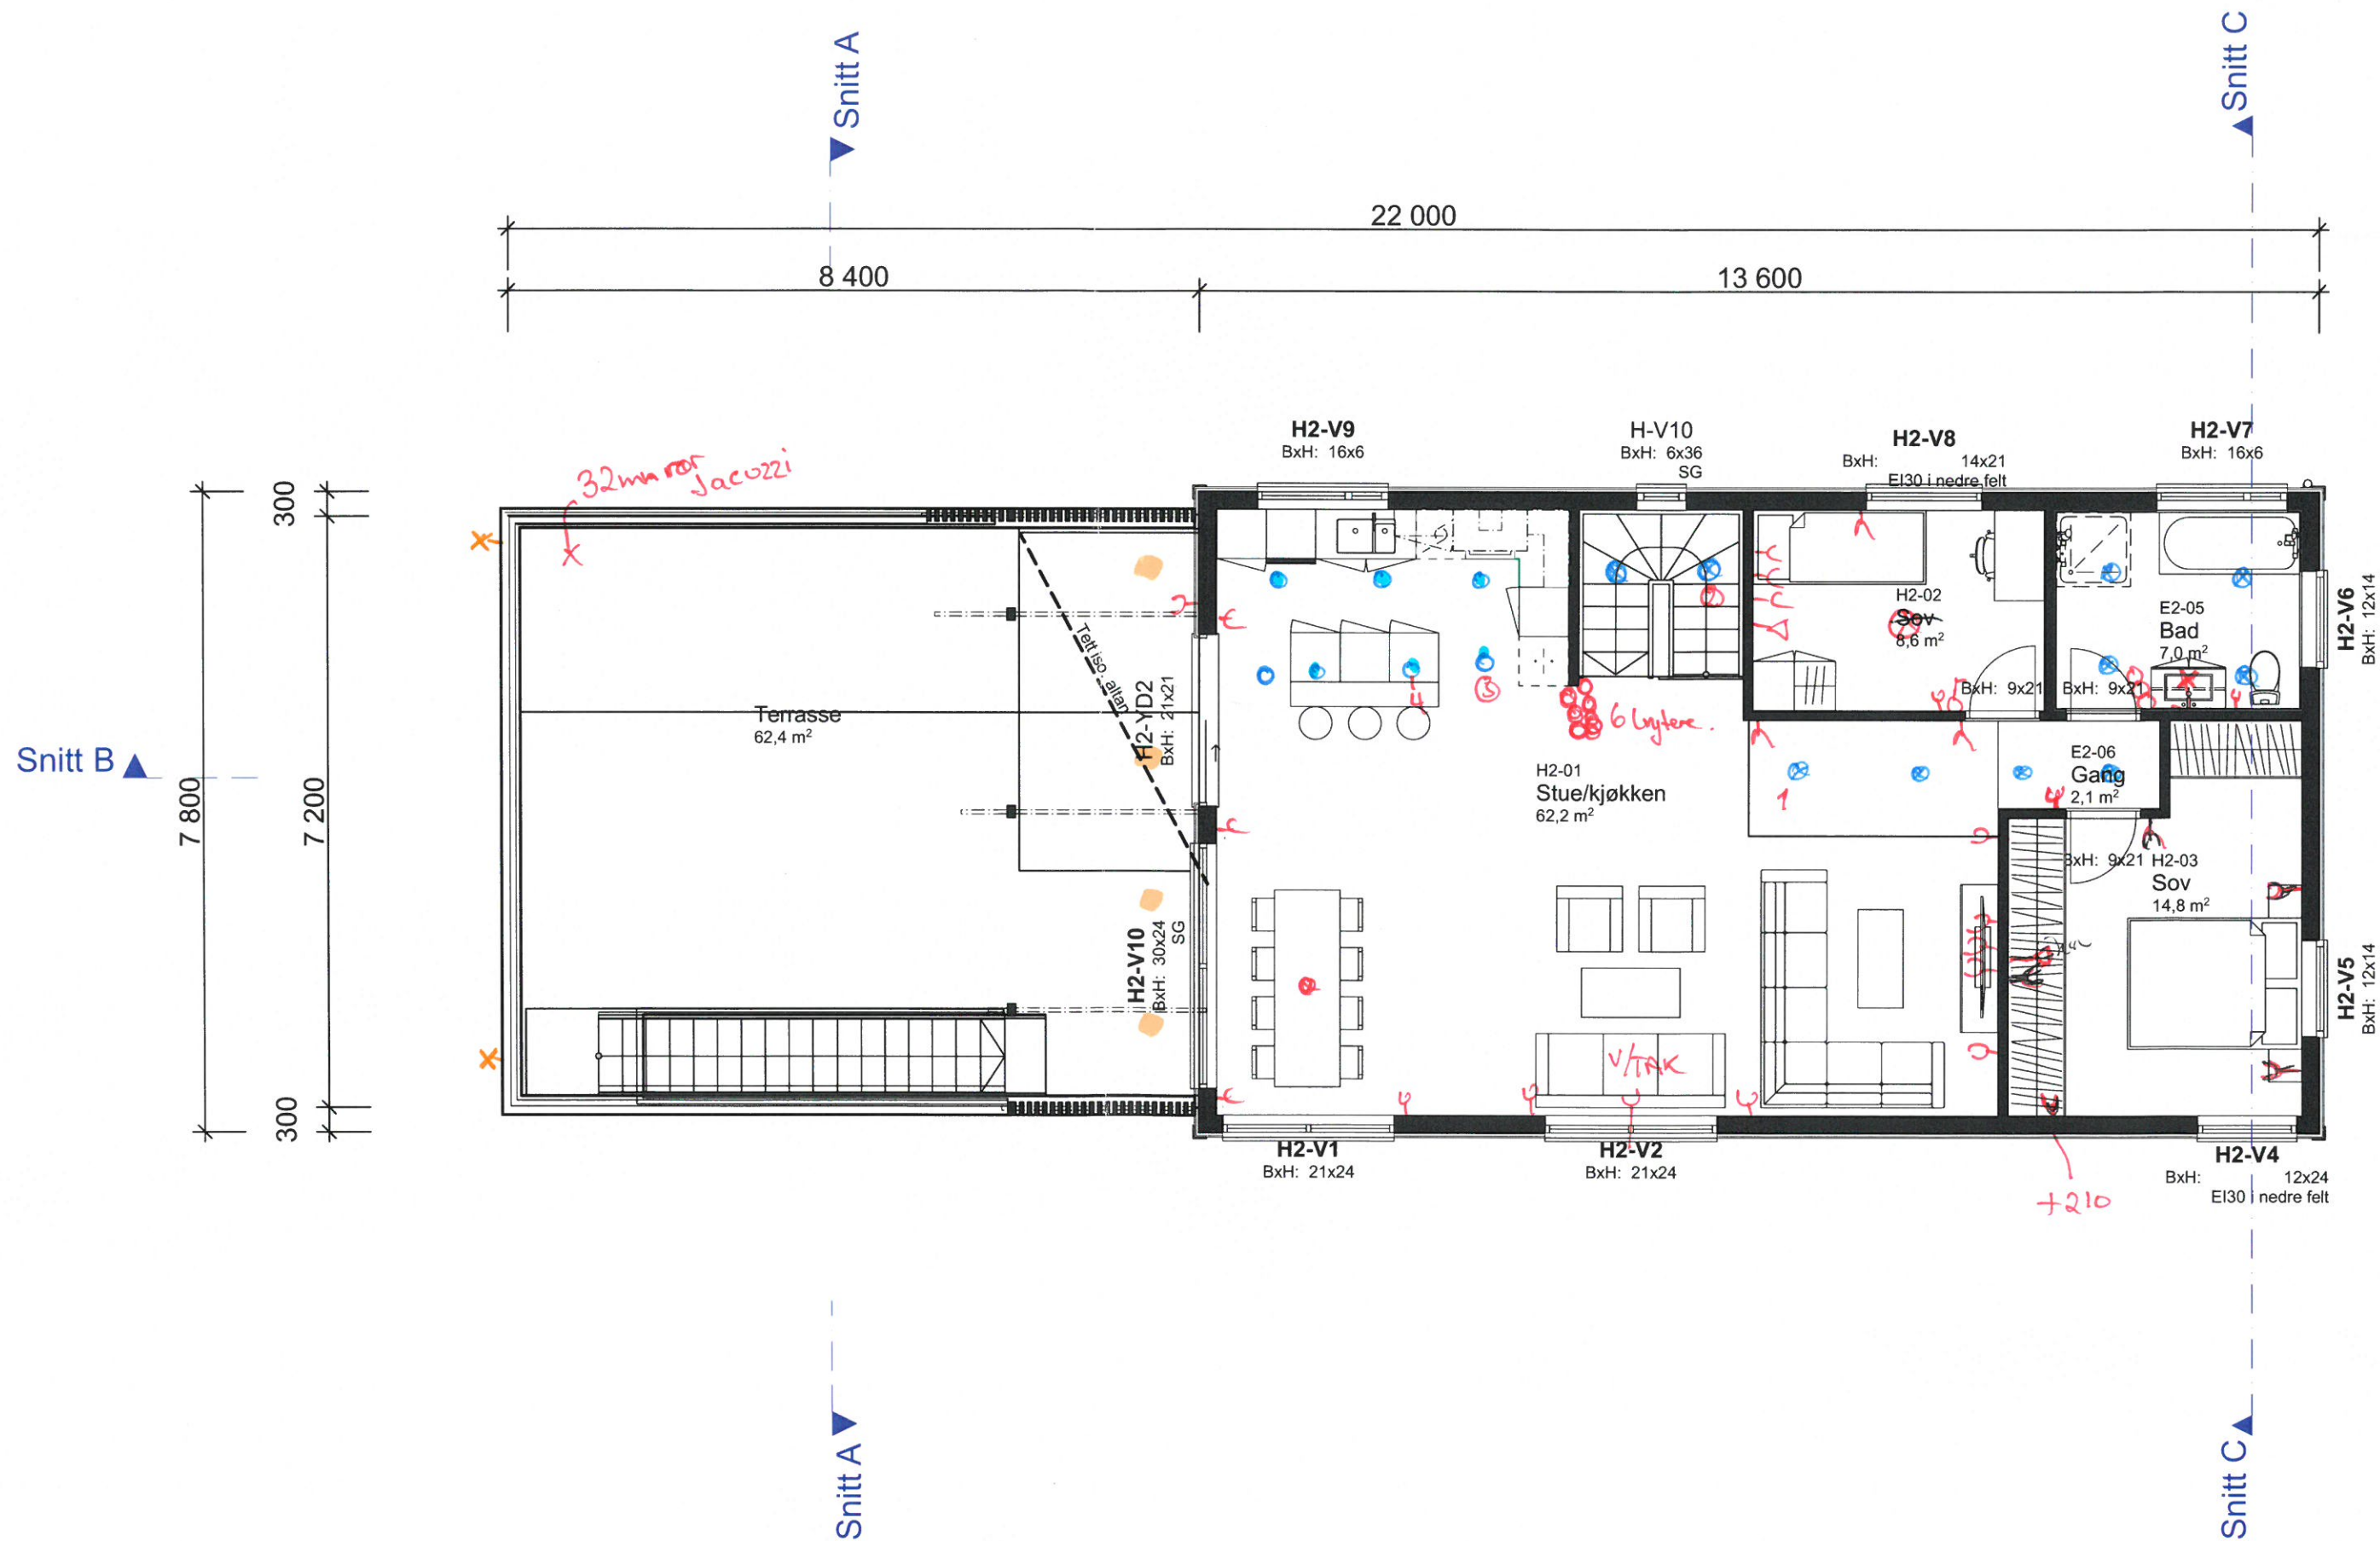 Snitt A
Snitt C
22 000
8 400
13 600
H2-V9
BxH: 16x6
H-V10
BxH: 6x36
SG
H2-V8
BxH: 14x21
EI30 i nedre felt
H2-V7
BxH: 16x6
32mm rør
Jacuzzi
300
7 800
7 200
300
Snitt B
Terrasse
62,4 m²
Tett iso. altan
H2-YD2
BxH: 21x21
H2-V10
BxH: 30x24
SG
4
3
6 brytere.
H2-01
Stue/kjøkken
62,2 m²
H2-02
Sov
8,6 m²
BxH: 9x21
BxH: 9x21
E2-05
Bad
7,0 m²
H2-V6
BxH: 12x14
1
E2-06
Gang
2,1 m²
BxH: 9x21
H2-03
Sov
14,8 m²
H2-V5
BxH: 12x14
V/TAK
H2-V1
BxH: 21x24
H2-V2
BxH: 21x24
H2-V4
BxH: 12x24
EI30 i nedre felt
+210
Snitt A
Snitt C